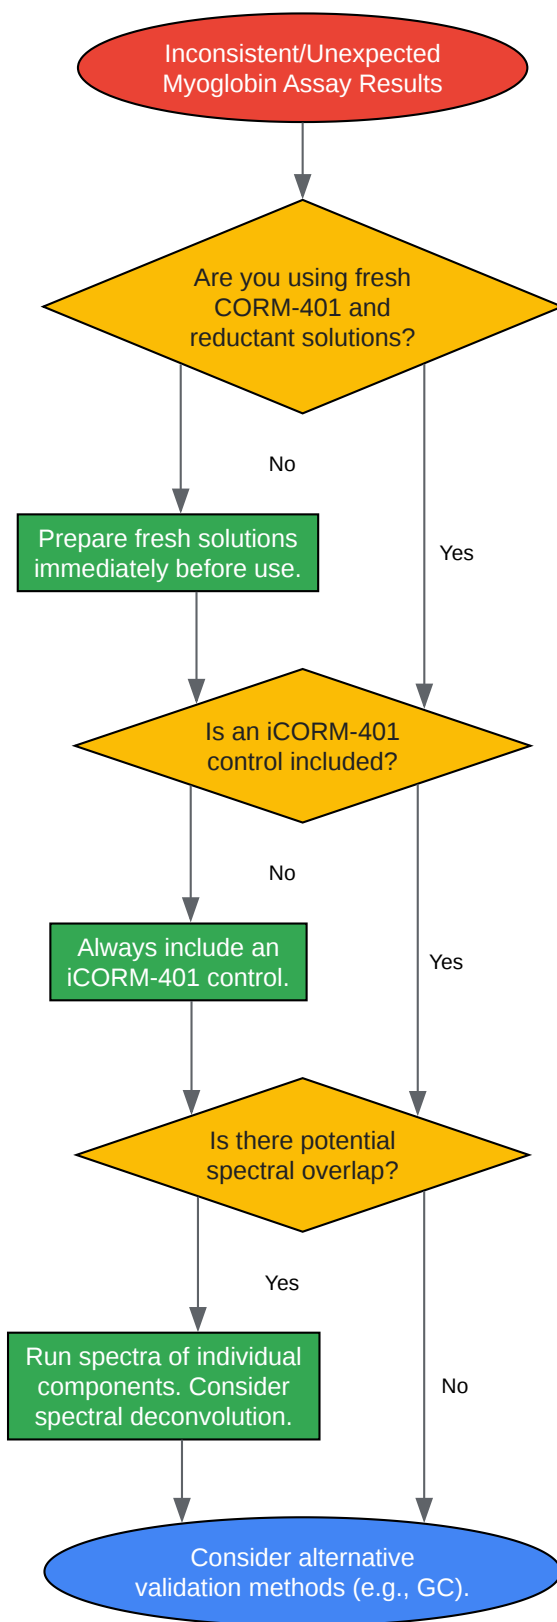 Inconsistent/Unexpected
Myoglobin Assay Results
Are you using fresh
CORM-401 and
reductant solutions?
No
Prepare fresh solutions
immediately before use.
Yes
Is an iCORM-401
control included?
No
Always include an
iCORM-401 control.
Yes
Is there potential
spectral overlap?
Yes
Run spectra of individual
components. Consider
spectral deconvolution.
No
Consider alternative
validation methods (e.g., GC).